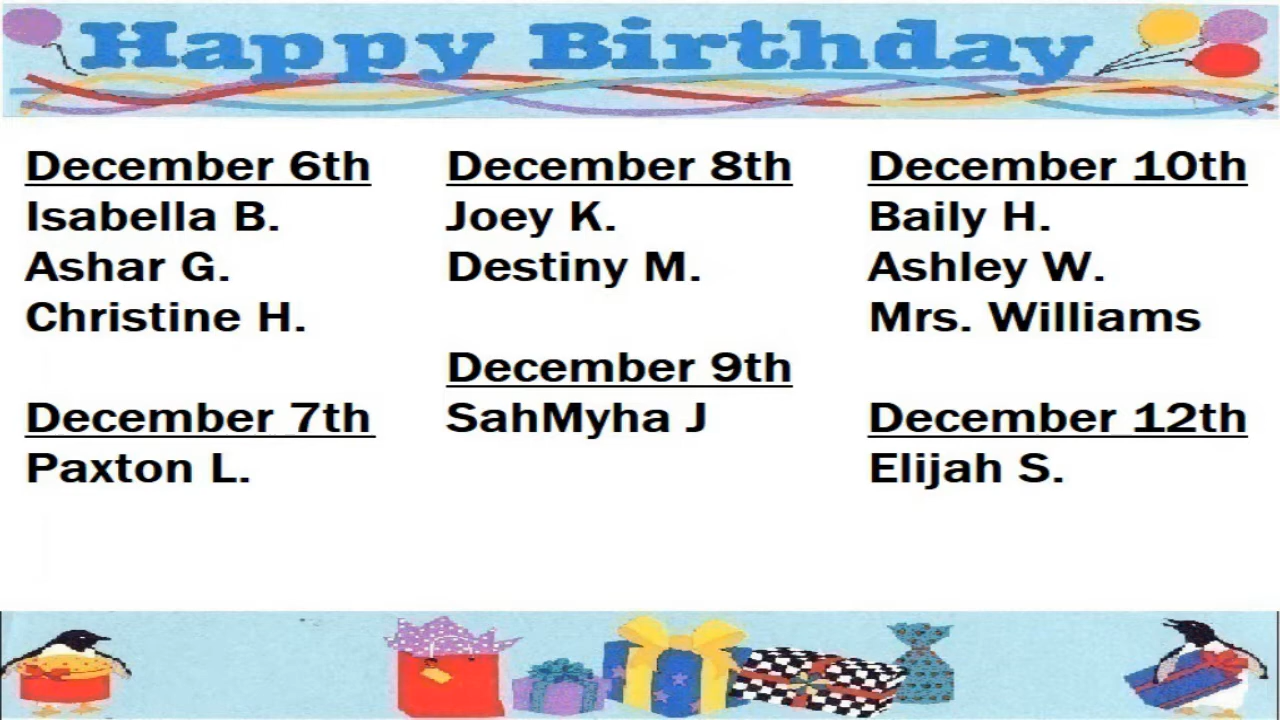 Happy Birthday
December 6th
Isabella B.
Ashar G.
Christine H.
December 7th
Paxton L.
December 8th
Joey K.
Destiny M.
December 9th
SahMyha J
December 10th
Baily H.
Ashley W.
Mrs. Williams
December 12th
Elijah S.